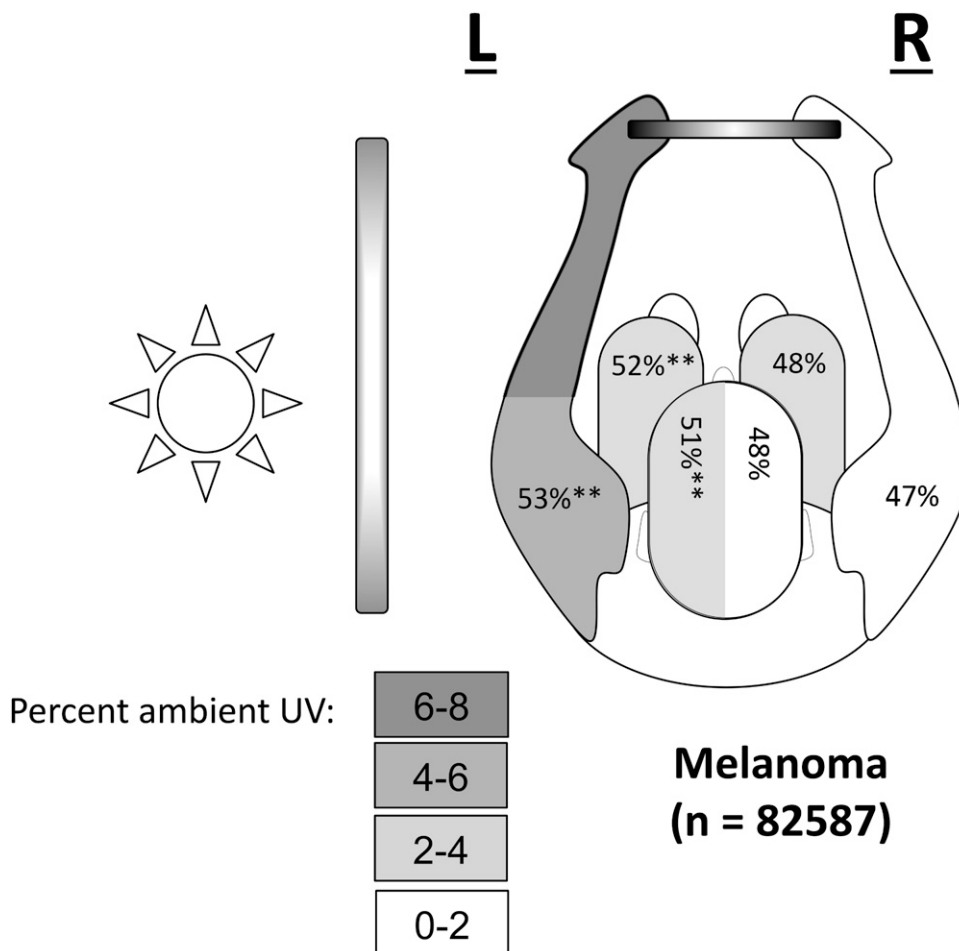 L R
52%** 48%
51%** 48%
53%** 47%
Percent ambient UV:
6-8
4-6
2-4
0-2
Melanoma
(n = 82587)